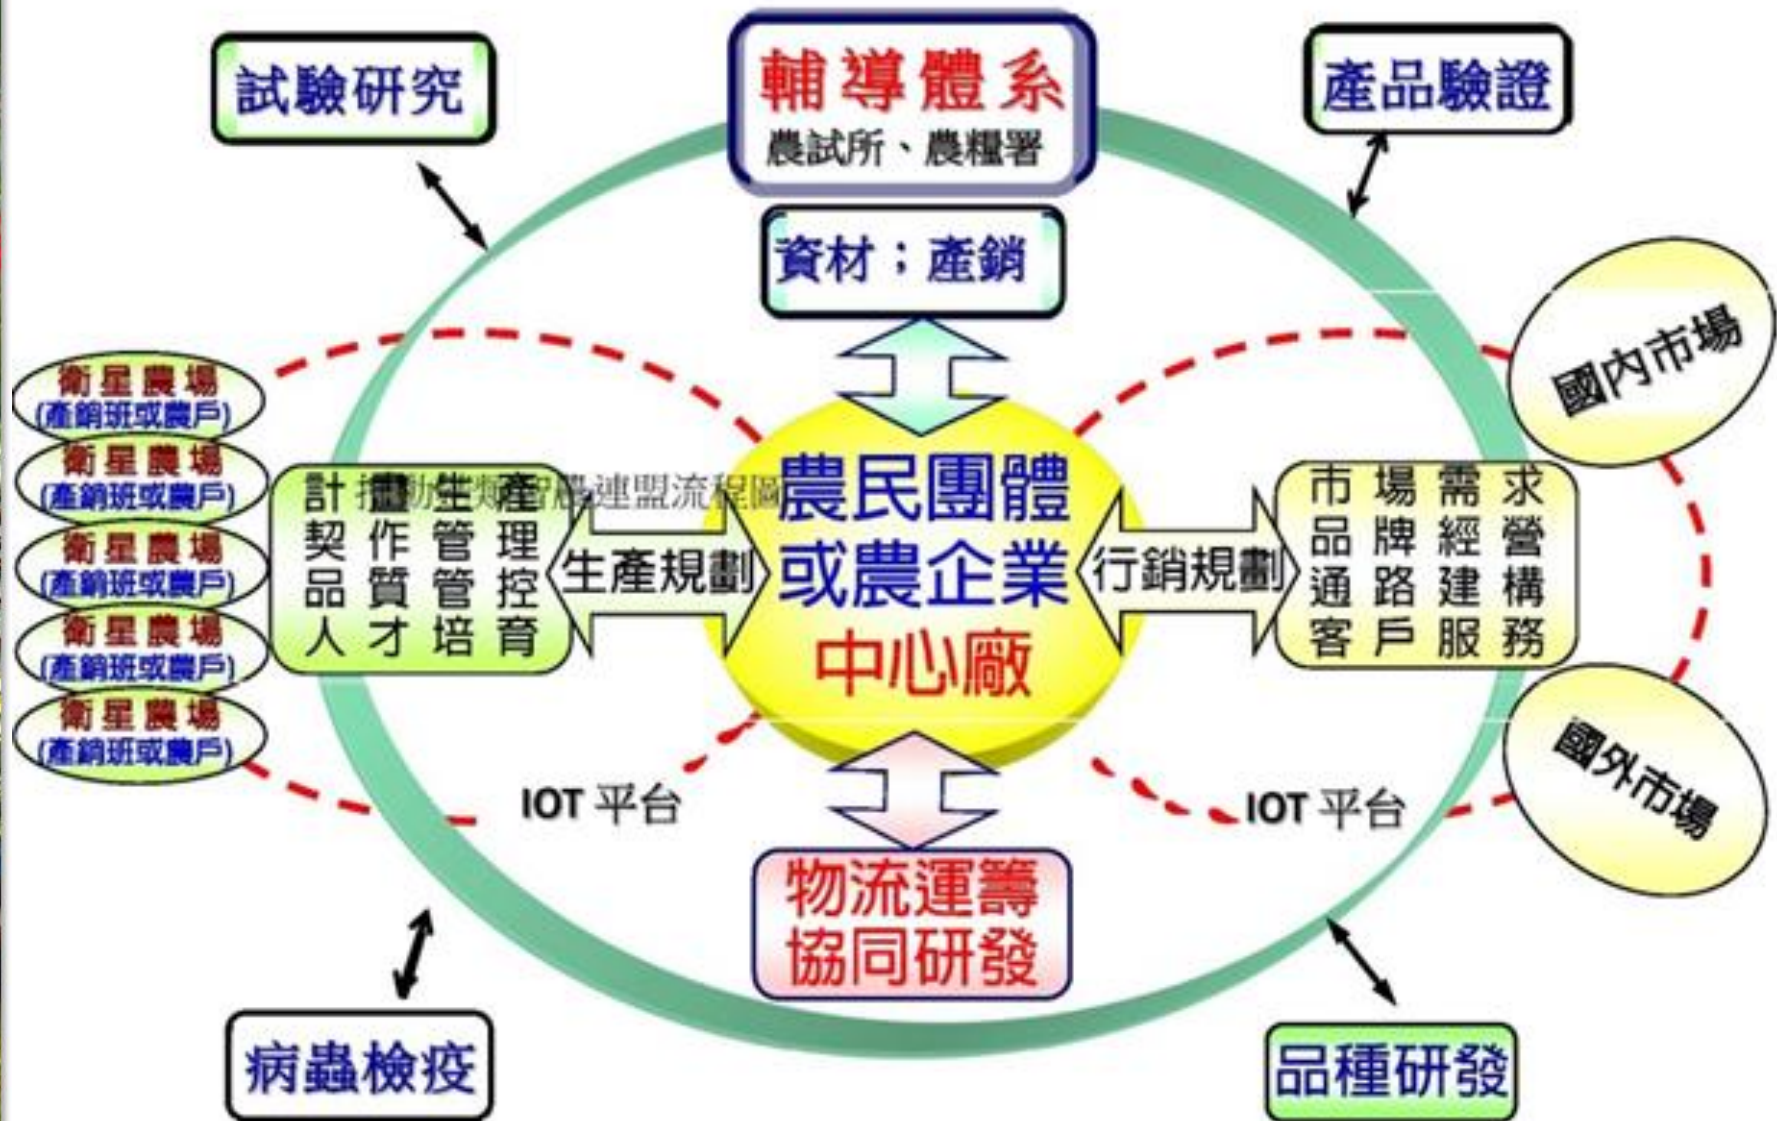 試驗研究
輔導體系
農試所、農糧署
產品驗證
資材；產銷
國內市場
衛星農場
(產銷班或農戶)
衛星農場
(產銷班或農戶)
衛星農場
(產銷班或農戶)
衛星農場
(產銷班或農戶)
衛星農場
(產銷班或農戶)
計畫生產
契作管理
品質管控
人才培育
生產規劃
農民團體
或農企業
中心廠
行銷規劃
市場需求
品牌經營
通路建構
客戶服務
國外市場
IOT 平台
IOT 平台
物流運籌
協同研發
病蟲檢疫
品種研發